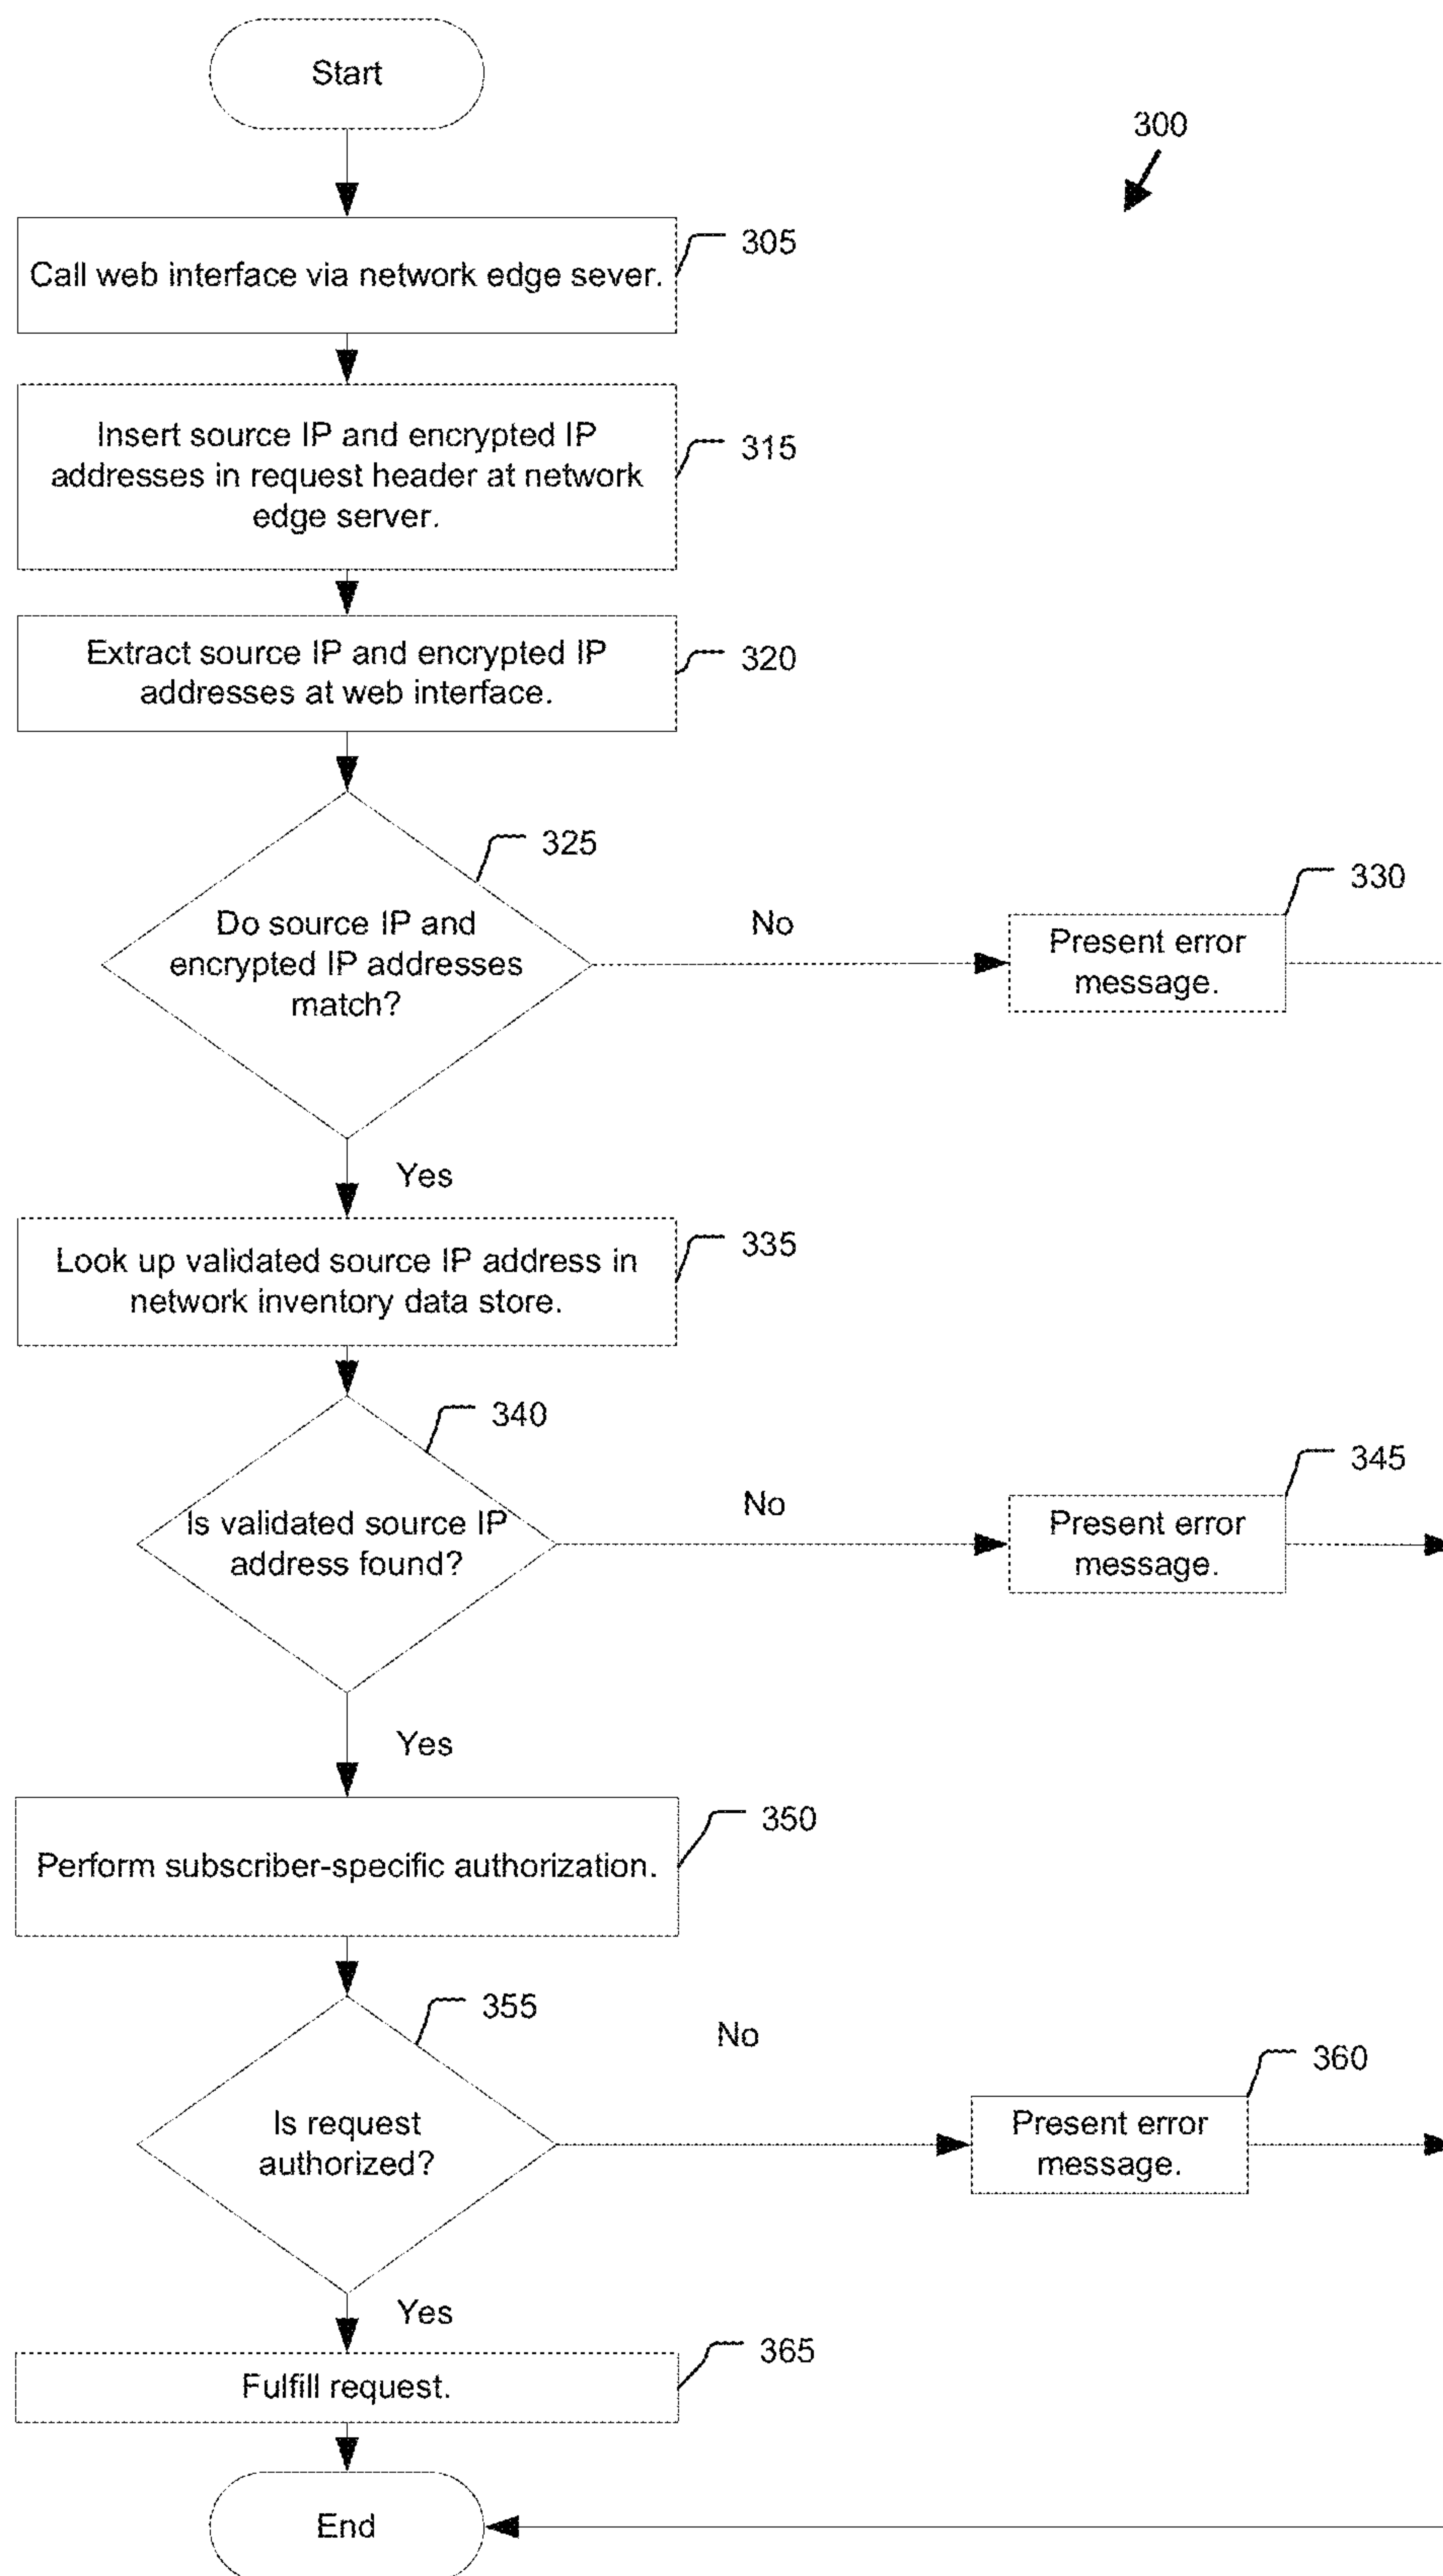 Start
300
Call web interface via network edge sever.
305
Insert source IP and encrypted IP
addresses in request header at network
edge server.
315
Extract source IP and encrypted IP
addresses at web interface.
320
325
Do source IP and
encrypted IP addresses
match?
No
330
Present error
message.
Yes
Look up validated source IP address in
network inventory data store.
335
340
Is validated source IP
address found?
No
345
Present error
message.
Yes
350
Perform subscriber-specific authorization.
355
Is request
authorized?
No
360
Present error
message.
Yes
365
Fulfill request.
End